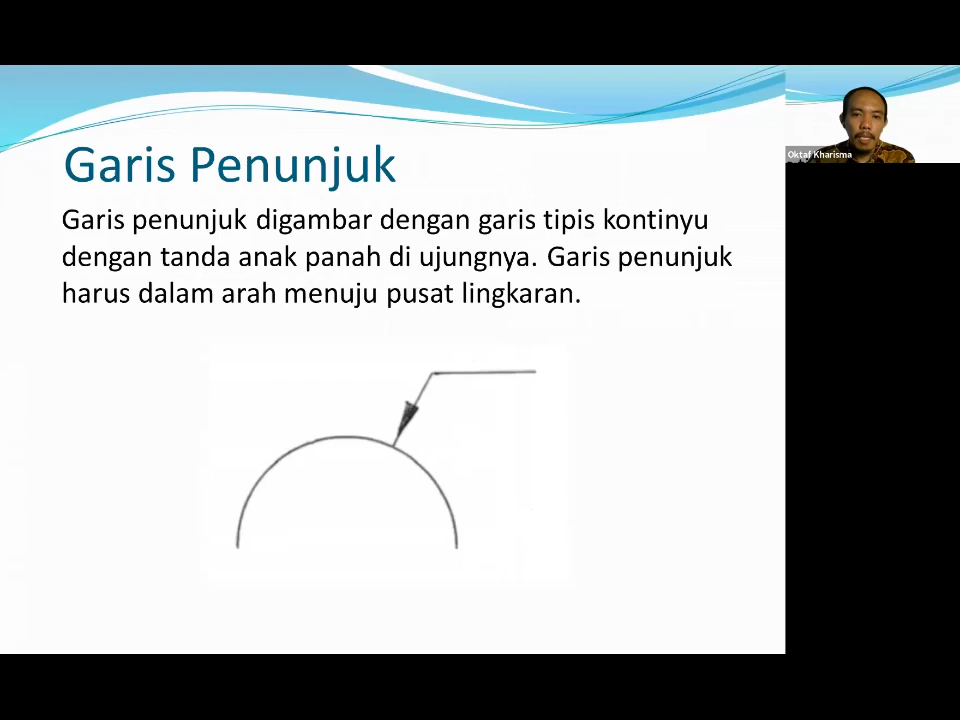 Garis Penunjuk
Garis penunjuk digambar dengan garis tipis kontinyu
dengan tanda anak panah di ujungnya. Garis penunjuk
harus dalam arah menuju pusat lingkaran.
Oktaf Kharisma